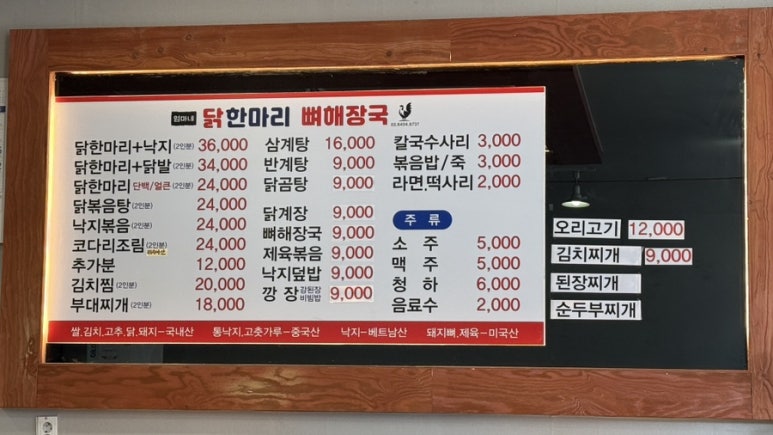 엄마내 닭한마리 뼈해장국
닭한마리+낙지(2인분) 36,000
닭한마리+닭발(2인분) 34,000
닭한마리 담백/얼큰(2인분) 24,000
닭볶음탕(2인분) 24,000
낙지볶음(2인분) 24,000
코다리조림(2인분) 24,000
추가분 12,000
김치찜(2인분) 20,000
부대찌개(2인분) 18,000
삼계탕 16,000
반계탕 9,000
닭곰탕 9,000
닭계장 9,000
뼈해장국 9,000
제육볶음 9,000
낙지덮밥 9,000
깡 장 강된장 비빔밥 9,000
칼국수사리 3,000
볶음밥/죽 3,000
라면.떡사리 2,000
주 류
소 주 5,000
맥 주 5,000
청 하 6,000
음료수 2,000
쌀.김치.고추.닭.돼지-국내산 통낙지.고춧가루-중국산 낙지-베트남산 돼지뼈.제육-미국산
오리고기 12,000
김치찌개 9,000
된장찌개
순두부찌개